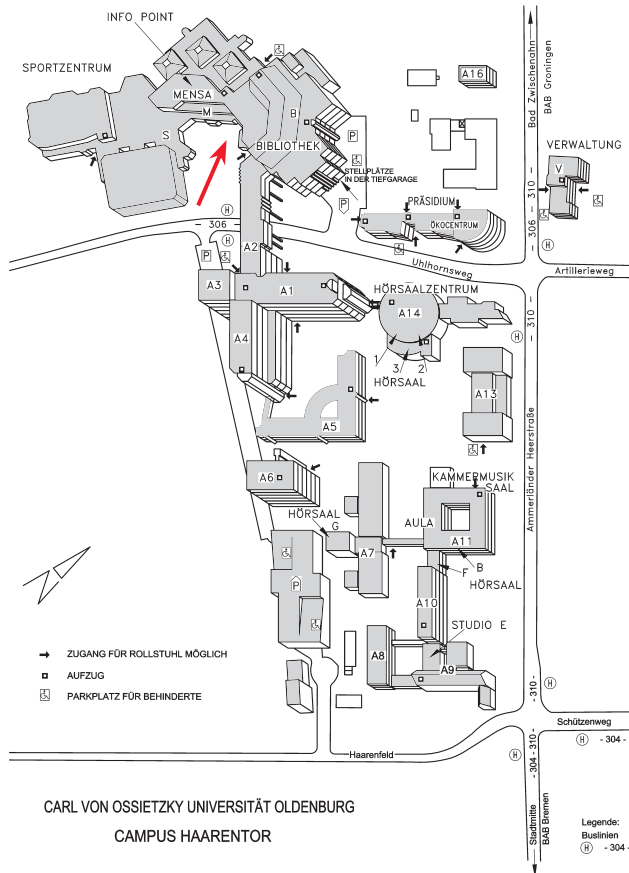 INFO POINT
SPORTZENTRUM
MENSA
M
S
B
BIBLIOTHEK
P
STELLPLÄTZE
IN DER TIEFGARAGE
P
A16
Bad Zwischenahn
BAB Groningen
- 306 - 310 -
VERWALTUNG
V
H
PRÄSIDIUM
ÖKOCENTRUM
H
- 306 -
H
A2
Uhlhornsweg
Artillerieweg
P
A3
A1
A4
HÖRSAALZENTRUM
A14
1
3
2
HÖRSAAL
- 310 -
H
A13
A5
Ammerländer Heerstraße
A6
KAMMERMUSIK
SAAL
HÖRSAAL
G
AULA
A7
A11
B
F
HÖRSAAL
A10
P
STUDIO E
A8
A9
ZUGANG FÜR ROLLSTUHL MÖGLICH
AUFZUG
PARKPLATZ FÜR BEHINDERTE
- 310 -
H
Schützenweg
H - 304 -
Haarenfeld
H
- 304 - 310 -
Stadtmitte
BAB Bremen
CARL VON OSSIETZKY UNIVERSITÄT OLDENBURG
CAMPUS HAARENTOR
Legende:
Buslinien
H - 304 -